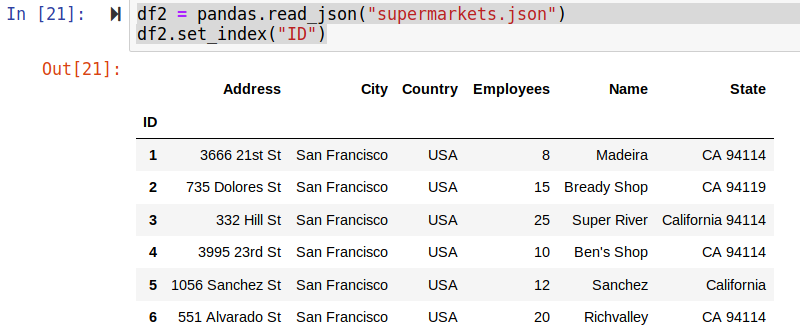 In [21]: df2 = pandas.read_json("supermarkets.json")
df2.set_index("ID")
Out[21]:
Address City Country Employees Name State
ID
1 3666 21st St San Francisco USA 8 Madeira CA 94114
2 735 Dolores St San Francisco USA 15 Bready Shop CA 94119
3 332 Hill St San Francisco USA 25 Super River California 94114
4 3995 23rd St San Francisco USA 10 Ben's Shop CA 94114
5 1056 Sanchez St San Francisco USA 12 Sanchez California
6 551 Alvarado St San Francisco USA 20 Richvalley CA 94114